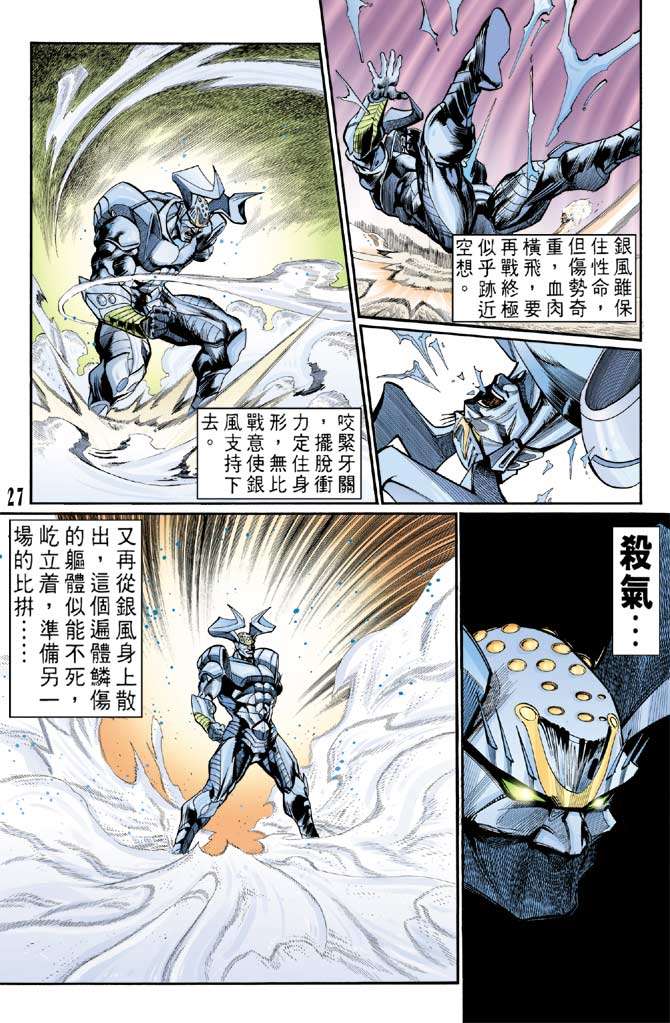 銀風雖保
住性命，
但傷勢奇
重，血肉
橫飛，要
再戰終極
似乎跡近
空想。
咬緊牙關
，擺脫衝
力定住身
形，無比
戰意使銀
風支持下
去。
27
殺氣…
又再從銀風身上散
出，這個遍體鱗傷
的軀體似能不死，
屹立着，準備另一
場的比拚……